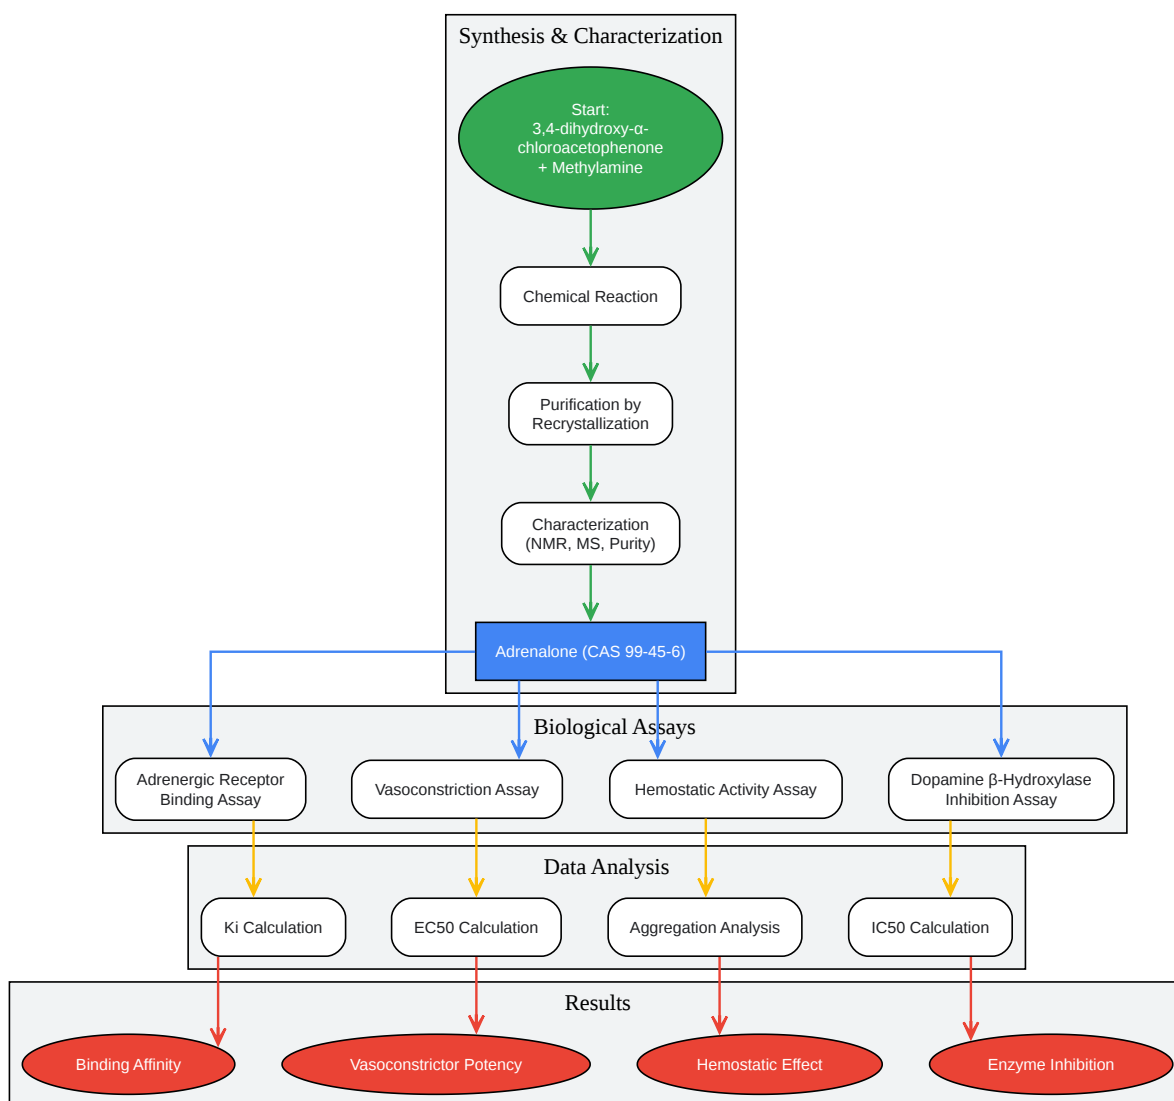 Synthesis & Characterization
Start:
3,4-dihydroxy-α-
chloroacetophenone
+ Methylamine
Chemical Reaction
Purification by
Recrystallization
Characterization
(NMR, MS, Purity)
Adrenalone (CAS 99-45-6)
Biological Assays
Adrenergic Receptor
Binding Assay
Vasoconstriction Assay
Hemostatic Activity Assay
Dopamine β-Hydroxylase
Inhibition Assay
Data Analysis
Ki Calculation
EC50 Calculation
Aggregation Analysis
IC50 Calculation
Results
Binding Affinity
Vasoconstrictor Potency
Hemostatic Effect
Enzyme Inhibition